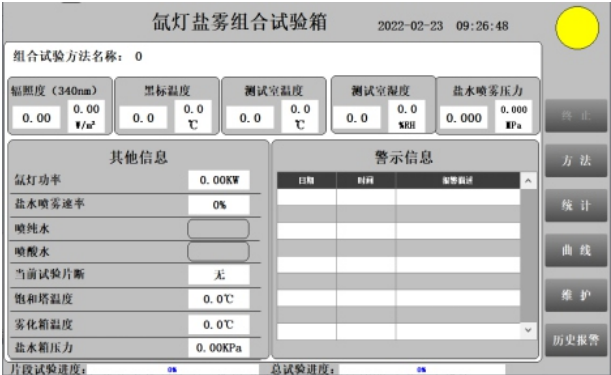 氙灯盐雾组合试验箱 2022-02-23 09:26:48
组合试验方法名称： 0
辐照度（340nm） 黑标温度 测试室温度 测试室湿度 盐水喷雾压力
0.00 0.00 0.0 0.0 0.0 0.0 0.0 0.0 0.000 0.000
W/m² ℃ ℃ %RH MPa
终 止
其他信息 警示信息 方 法
氙灯功率 0.00KW 日期 时间 报警描述
盐水喷雾速率 0% 统 计
喷纯水
喷酸水 曲 线
当前试验片断 无
饱和塔温度 0.0℃ 维 护
雾化箱温度 0.0℃
盐水箱压力 0.00KPa 历史报警
片段试验进度： 0% 总试验进度： 0%